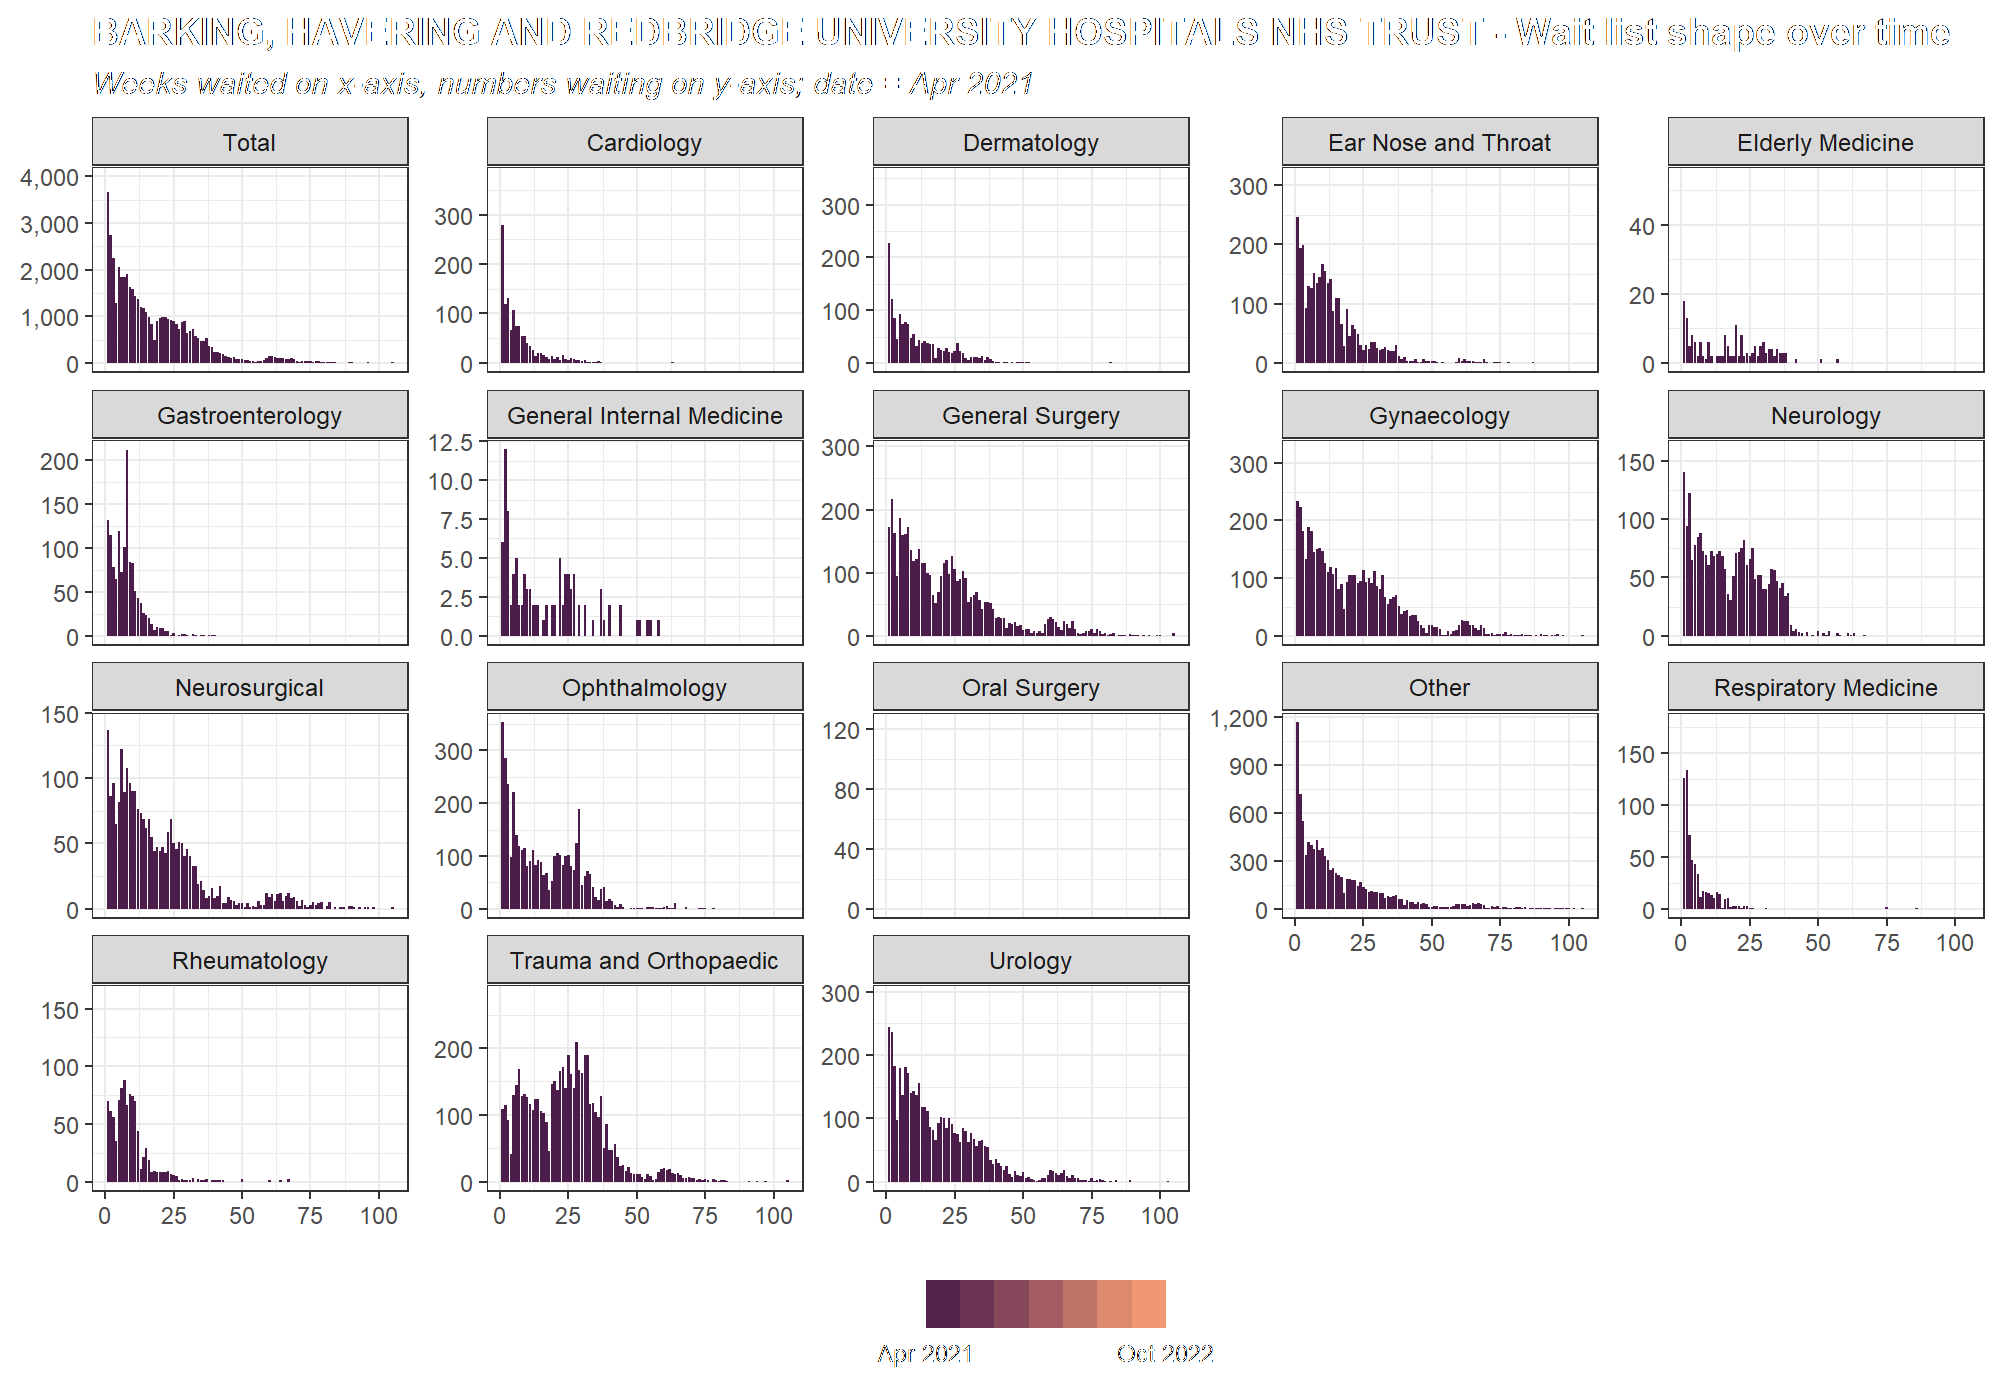 BARKING, HAVERING AND REDBRIDGE UNIVERSITY HOSPITALS NHS TRUST - Wait list shape over time
Weeks waited on x-axis, numbers waiting on y-axis; date = Apr 2021
Total
4,000
3,000
2,000
1,000
0
Cardiology
300
200
100
0
Dermatology
300
200
100
0
Ear Nose and Throat
300
200
100
0
Elderly Medicine
40
20
0
Gastroenterology
200
150
100
50
0
General Internal Medicine
12.5
10.0
7.5
5.0
2.5
0.0
General Surgery
300
200
100
0
Gynaecology
300
200
100
0
Neurology
150
100
50
0
Neurosurgical
150
100
50
0
Ophthalmology
300
200
100
0
Oral Surgery
120
80
40
0
Other
1,200
900
600
300
0
0 25 50 75 100
Respiratory Medicine
150
100
50
0
0 25 50 75 100
Rheumatology
150
100
50
0
0 25 50 75 100
Trauma and Orthopaedic
200
100
0
0 25 50 75 100
Urology
300
200
100
0
0 25 50 75 100
Apr 2021 Oct 2022